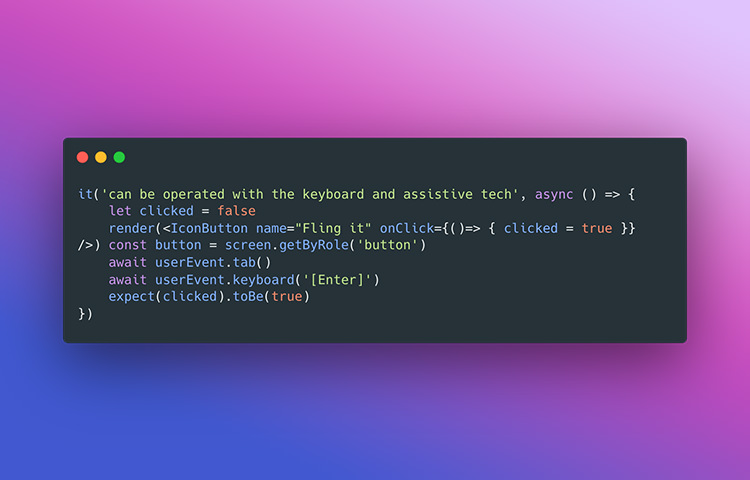 it('can be operated with the keyboard and assistive tech', async () => {
    let clicked = false
    render(<IconButton name="Fling it" onClick={()=> { clicked = true }}
/>) const button = screen.getByRole('button')
    await userEvent.tab()
    await userEvent.keyboard('[Enter]')
    expect(clicked).toBe(true)
})